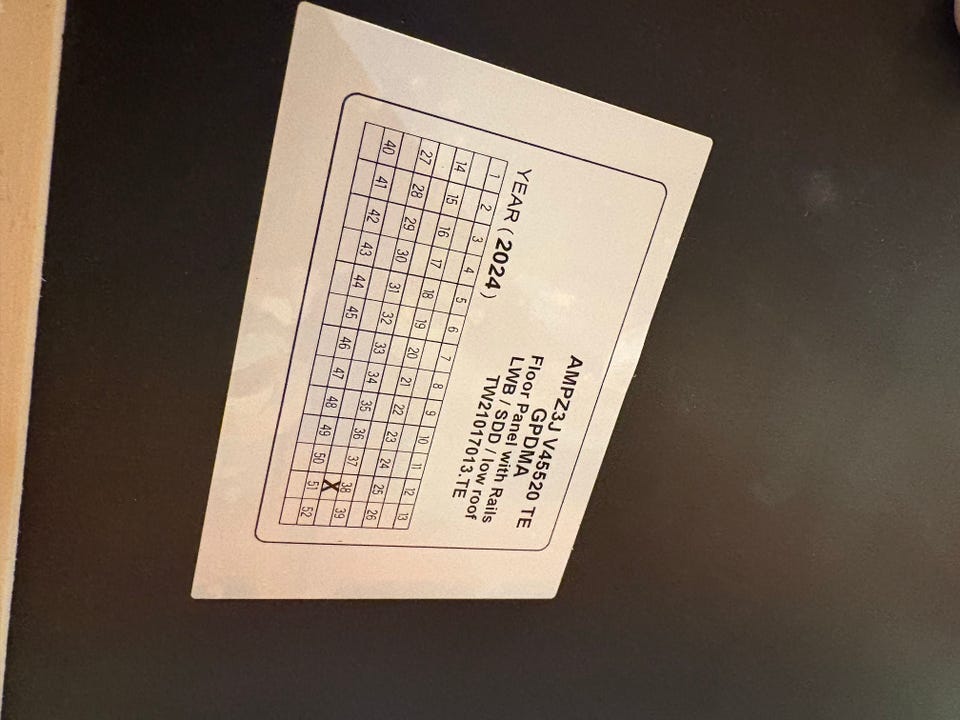 AMPZ3J V45520 TE
GPDMA
Floor Panel with Rails
LWB / SDD / low roof
TW21017013.TE
YEAR ( 2024 )
1 2 3 4 5 6 7 8 9 10 11 12 13
14 15 16 17 18 19 20 21 22 23 24 25 26
27 28 29 30 31 32 33 34 35 36 37 38 39
X
40 41 42 43 44 45 46 47 48 49 50 51 52